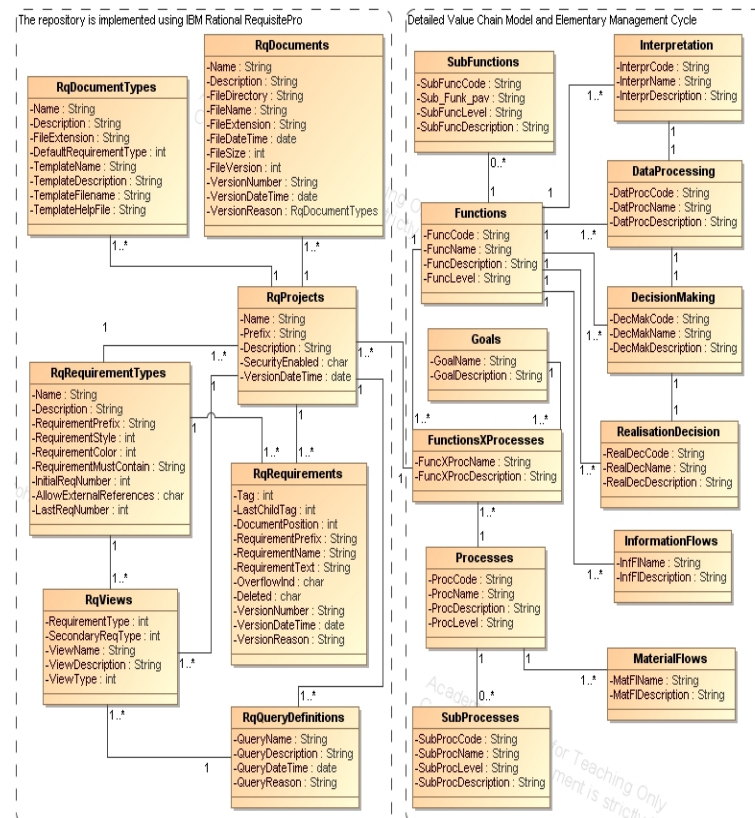 The repository is implemented using IBM Rational RequisitePro
RqDocumentTypes
-Name : String
-Description : String
-FileExtension : String
-DefaultRequirementType : int
-TemplateName : String
-TemplateDescription : String
-TemplateFilename : String
-TemplateHelpFile : String
RqDocuments
-Name : String
-Description : String
-FileDirectory : String
-FileName : String
-FileExtension : String
-FileDateTime : date
-FileSize : int
-FileVersion : int
-VersionNumber : String
-VersionDateTime : date
-VersionReason : RqDocumentTypes
1..*
1..*
1
1
RqProjects
-Name : String
-Prefix : String
-Description : String
-SecurityEnabled : char
-VersionDateTime : date
1
1..*
1..*
1
1
1
RqRequirementTypes
-Name : String
-Description : String
-RequirementPrefix : String
-RequirementStyle : int
-RequirementColor : int
-RequirementMustContain : String
-InitialReqNumber : int
-AllowExternalReferences : char
-LastReqNumber : int
1
1..*
1..*
RqRequirements
-Tag : int
-LastChildTag : int
-DocumentPosition : int
-RequirementPrefix : String
-RequirementName : String
-RequirementText : String
-OverflowInd : char
-Deleted : char
-VersionNumber : String
-VersionDateTime : date
-VersionReason : String
1
1..*
RqViews
-RequirementType : int
-SecondaryReqType : int
-ViewName : String
-ViewDescription : String
-ViewType : int
1..*
1..*
1
1..*
RqQueryDefinitions
-QueryName : String
-QueryDescription : String
-QueryDateTime : date
-QueryReason : String
Detailed Value Chain Model and Elementary Management Cycle
SubFunctions
-SubFuncCode : String
-Sub_Funk_pav : String
-SubFuncLevel : String
-SubFuncDescription : String
0..*
1
Functions
-FuncCode : String
-FuncName : String
-FuncDescription : String
-FuncLevel : String
1
1
1
1
1
1
Goals
-GoalName : String
-GoalDescription : String
1
1..*
1..*
FunctionsXProcesses
-FuncXProcName : String
-FuncXProcDescription : String
1
1..*
1
Processes
-ProcCode : String
-ProcName : String
-ProcDescription : String
-ProcLevel : String
1
1
0..*
1..*
SubProcesses
-SubProcCode : String
-SubProcName : String
-SubProcLevel : String
-SubProcDescription : String
Interpretation
-InterprCode : String
-InterprName : String
-InterprDescription : String
1..*
1
1
DataProcessing
-DatProcCode : String
-DatProcName : String
-DatProcDescription : String
1..*
1
1
DecisionMaking
-DecMakCode : String
-DecMakName : String
-DecMakDescription : String
1..*
1
1
RealisationDecision
-RealDecCode : String
-RealDecName : String
-RealDecDescription : String
1..*
InformationFlows
-InfFlName : String
-InfFlDescription : String
1..*
MaterialFlows
-MatFlName : String
-MatFlDescription : String
for Teaching Only